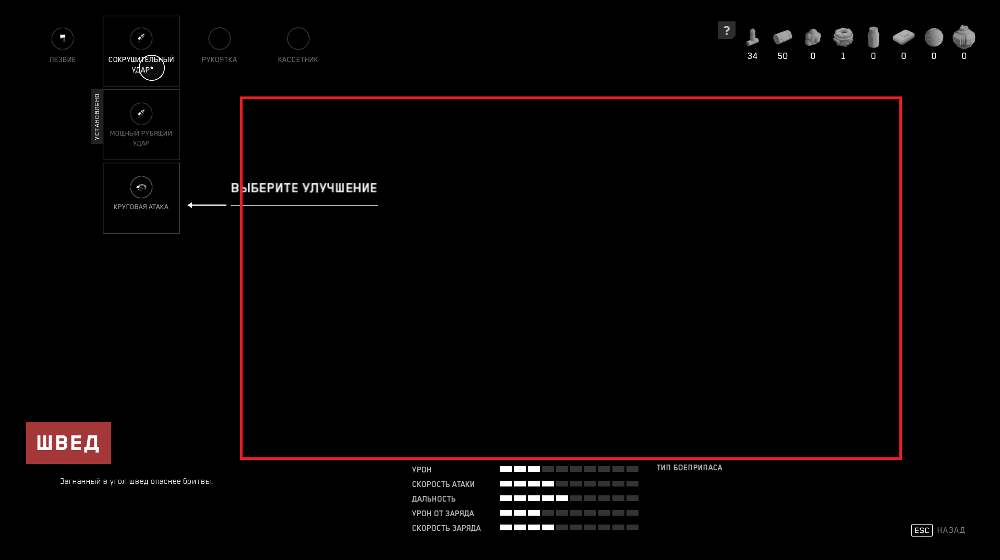 ЛЕЗВИЕ
СОКРУШИТЕЛЬНЫЙ
УДАР
РУКОЯТКА
КАССЕТНИК
?
34 50 0 1 0 0 0 0
УСТАНОВЛЕНО
МОЩНЫЙ РУБЯЩИЙ
УДАР
КРУГОВАЯ АТАКА
ВЫБЕРИТЕ УЛУЧШЕНИЕ
ШВЕД
Загнанный в угол швед опаснее бритвы.
УРОН
СКОРОСТЬ АТАКИ
ДАЛЬНОСТЬ
УРОН ОТ ЗАРЯДА
СКОРОСТЬ ЗАРЯДА
ТИП БОЕПРИПАСА
ESC НАЗАД